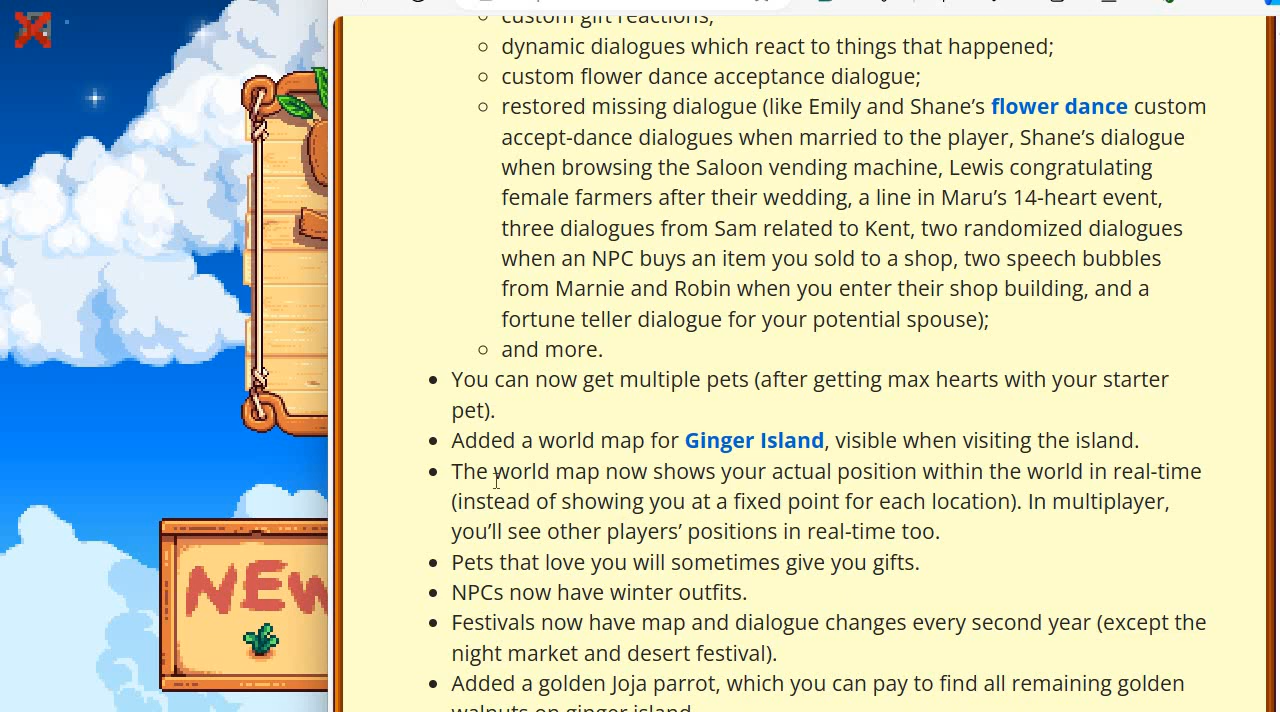 custom gift reactions;
dynamic dialogues which react to things that happened;
custom flower dance acceptance dialogue;
restored missing dialogue (like Emily and Shane’s flower dance custom
accept-dance dialogues when married to the player, Shane’s dialogue
when browsing the Saloon vending machine, Lewis congratulating
female farmers after their wedding, a line in Maru’s 14-heart event,
three dialogues from Sam related to Kent, two randomized dialogues
when an NPC buys an item you sold to a shop, two speech bubbles
from Marnie and Robin when you enter their shop building, and a
fortune teller dialogue for your potential spouse);
and more.
You can now get multiple pets (after getting max hearts with your starter
pet).
Added a world map for Ginger Island, visible when visiting the island.
The world map now shows your actual position within the world in real-time
(instead of showing you at a fixed point for each location). In multiplayer,
you’ll see other players’ positions in real-time too.
Pets that love you will sometimes give you gifts.
NPCs now have winter outfits.
Festivals now have map and dialogue changes every second year (except the
night market and desert festival).
Added a golden Joja parrot, which you can pay to find all remaining golden
walnuts on ginger island.
NEW